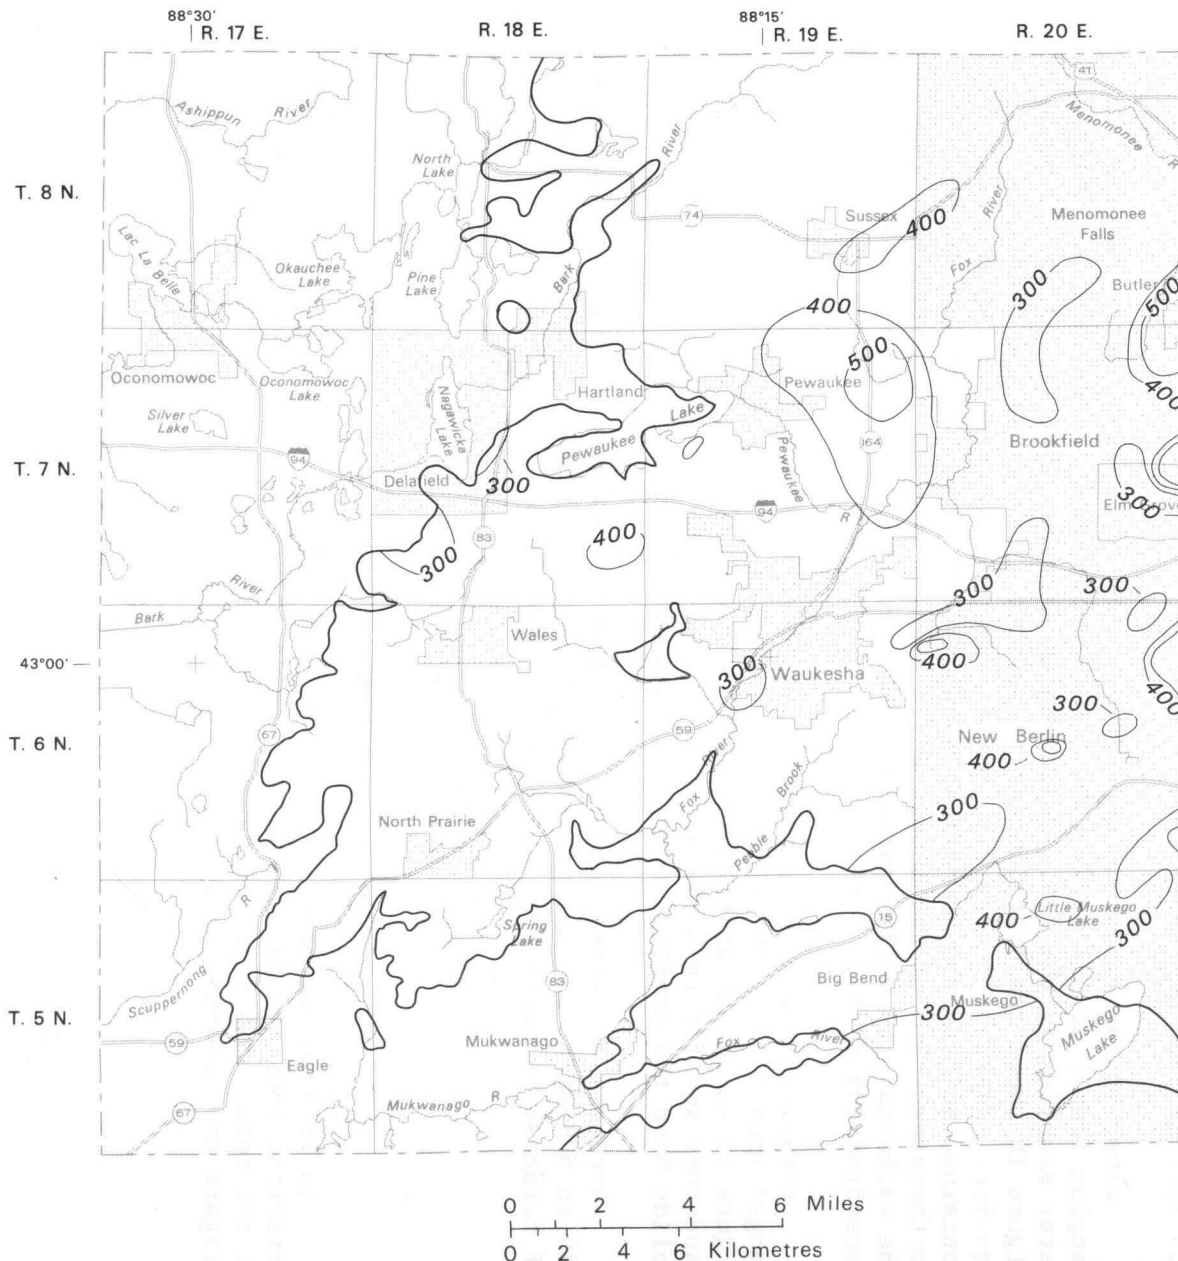 88°30'
88°15'
R. 17 E.
R. 18 E.
R. 19 E.
R. 20 E.
41
Ashippun River
River
Menomonee
R
North
Lake
T. 8 N.
74
Sussex
400
River
Menomonee
Falls
Lac La Belle
Okauchee
Lake
Pine
Lake
Bark
Fox
300
Butler
500
400
500
Oconomowoc
Oconomowoc
Lake
Nagawicka
Lake
Hartland
Pewaukee
400
Silver
Lake
Pewaukee Lake
164
Brookfield
T. 7 N.
94
Delafield
300
Pewaukee
R
94
300
Elm Grove
83
400
300
River
300
300
Bark
Wales
43°00'
300
Waukesha
400
400
300
T. 6 N.
67
59
New Berlin
400
River
Fox
Brook
Pebble
North Prairie
300
R
Spring
Lake
15
400
Little Muskego
Lake
300
Scuppernong
83
Big Bend
Muskego
T. 5 N.
300
59
Mukwanago
Fox River
Muskego
Lake
Eagle
67
Mukwanago R
0 2 4 6 Miles
0 2 4 6 Kilometres